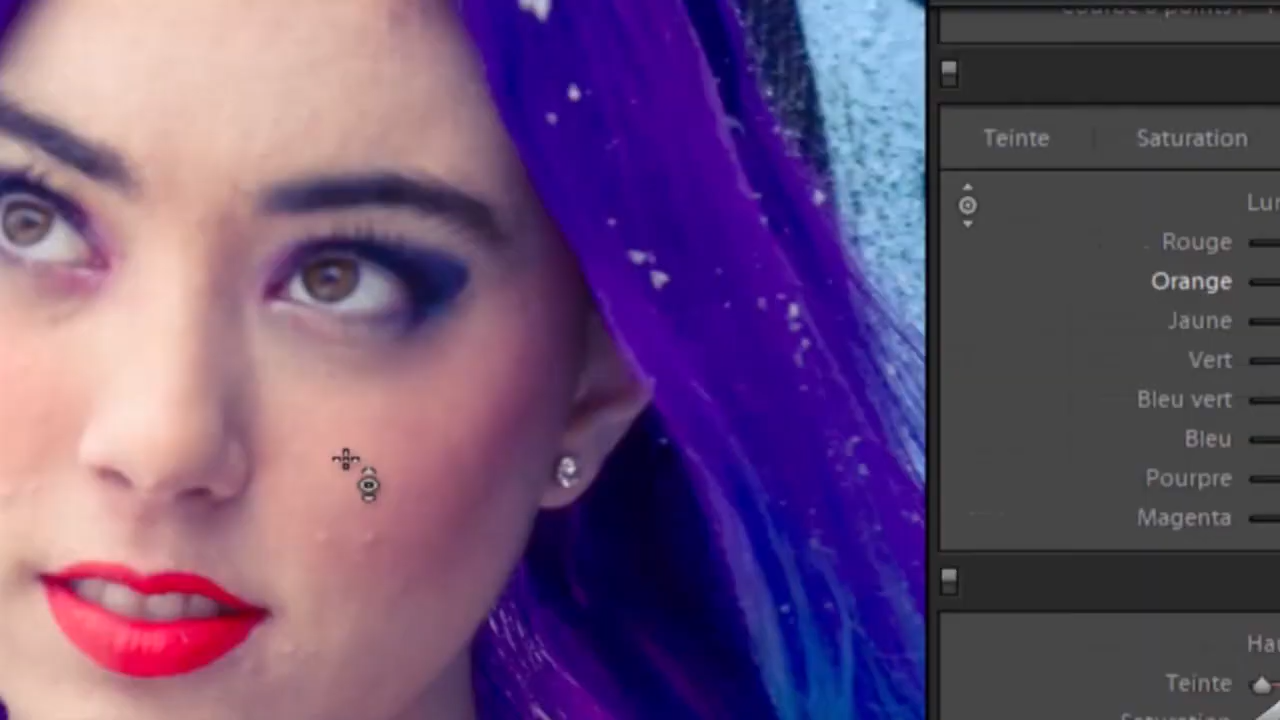 Teinte Saturation
Rouge
Orange
Jaune
Vert
Bleu vert
Bleu
Pourpre
Magenta
Teinte